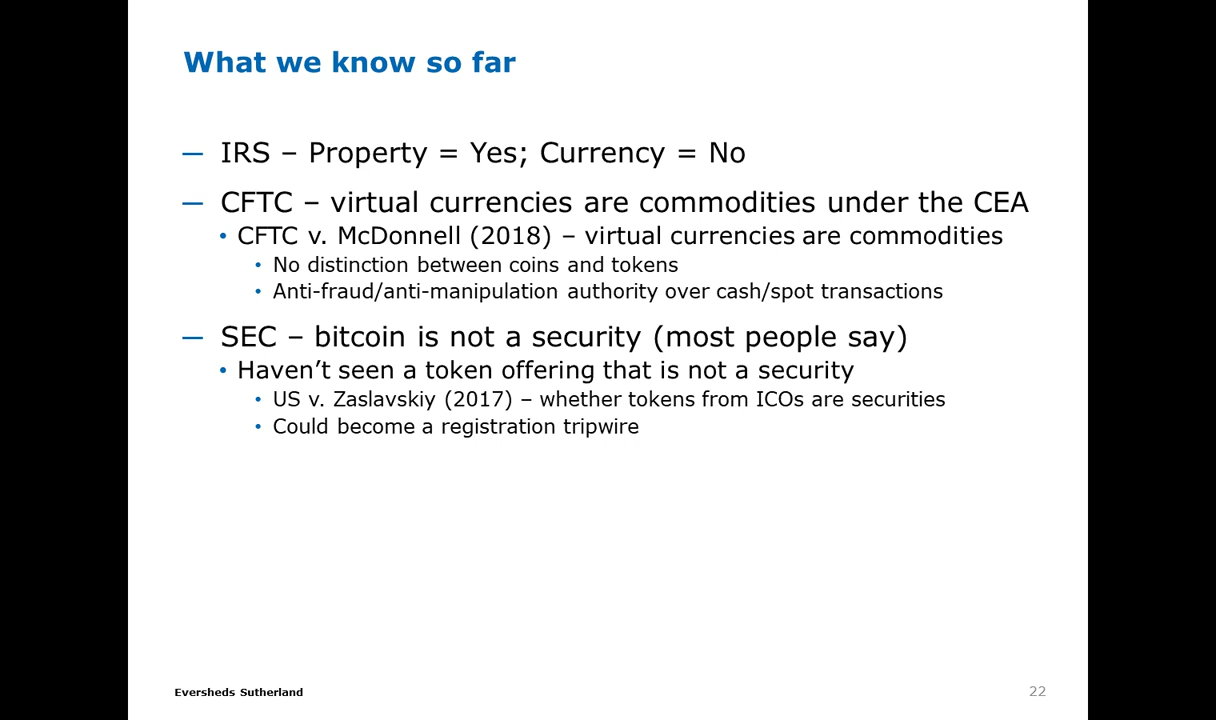 What we know so far
— IRS – Property = Yes; Currency = No
— CFTC – virtual currencies are commodities under the CEA
• CFTC v. McDonnell (2018) – virtual currencies are commodities
• No distinction between coins and tokens
• Anti-fraud/anti-manipulation authority over cash/spot transactions
— SEC – bitcoin is not a security (most people say)
• Haven’t seen a token offering that is not a security
• US v. Zaslavskiy (2017) – whether tokens from ICOs are securities
• Could become a registration tripwire
Eversheds Sutherland
22